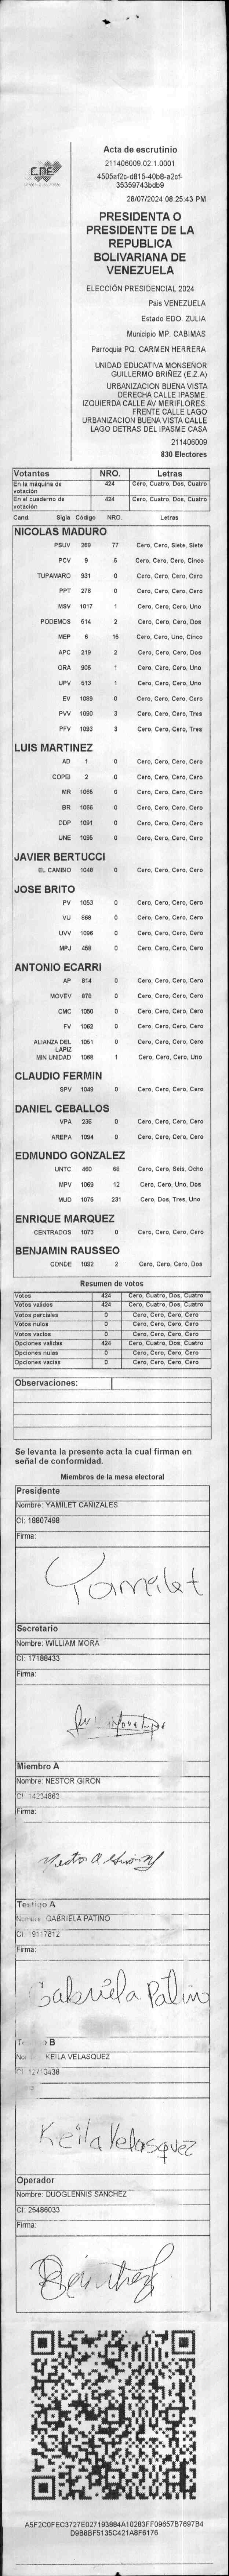 CNE
Acta de escrutinio
211406009.02.1.0001
4505af2c-d815-40b8-a2cf-
35359743bdb9
28/07/2024 08:25:43 PM
PRESIDENTA O
PRESIDENTE DE LA
REPUBLICA
BOLIVARIANA DE
VENEZUELA
ELECCIÓN PRESIDENCIAL 2024
Pais VENEZUELA
Estado EDO. ZULIA
Municipio MP. CABIMAS
Parroquia PQ. CARMEN HERRERA
UNIDAD EDUCATIVA MONSEÑOR
GUILLERMO BRIÑEZ (E.Z.A)
URBANIZACION BUENA VISTA
DERECHA CALLE IPASME.
IZQUIERDA CALLE AV MERIFLORES.
FRENTE CALLE LAGO
URBANIZACION BUENA VISTA CALLE
LAGO DETRAS DEL IPASME CASA
211406009
830 Electores
Votantes NRO. Letras
En la máquina de votación 424 Cero, Cuatro, Dos, Cuatro
En el cuaderno de votación 424 Cero, Cuatro, Dos, Cuatro
Cand. Sigla Código NRO. Letras
NICOLAS MADURO
PSUV 269 77 Cero, Cero, Siete, Siete
PCV 9 5 Cero, Cero, Cero, Cinco
TUPAMARO 931 0 Cero, Cero, Cero, Cero
PPT 276 0 Cero, Cero, Cero, Cero
MSV 1017 1 Cero, Cero, Cero, Uno
PODEMOS 514 2 Cero, Cero, Cero, Dos
MEP 6 15 Cero, Cero, Uno, Cinco
APC 219 2 Cero, Cero, Cero, Dos
ORA 906 1 Cero, Cero, Cero, Uno
UPV 513 1 Cero, Cero, Cero, Uno
EV 1089 0 Cero, Cero, Cero, Cero
PVV 1090 3 Cero, Cero, Cero, Tres
PFV 1093 3 Cero, Cero, Cero, Tres
LUIS MARTINEZ
AD 1 0 Cero, Cero, Cero, Cero
COPEI 2 0 Cero, Cero, Cero, Cero
MR 1065 0 Cero, Cero, Cero, Cero
BR 1066 0 Cero, Cero, Cero, Cero
DDP 1091 0 Cero, Cero, Cero, Cero
UNE 1095 0 Cero, Cero, Cero, Cero
JAVIER BERTUCCI
EL CAMBIO 1048 0 Cero, Cero, Cero, Cero
JOSE BRITO
PV 1053 0 Cero, Cero, Cero, Cero
VU 868 0 Cero, Cero, Cero, Cero
UVV 1096 0 Cero, Cero, Cero, Cero
MPJ 458 0 Cero, Cero, Cero, Cero
ANTONIO ECARRI
AP 814 0 Cero, Cero, Cero, Cero
MOVEV 878 0 Cero, Cero, Cero, Cero
CMC 1050 0 Cero, Cero, Cero, Cero
FV 1062 0 Cero, Cero, Cero, Cero
ALIANZA DEL LAPIZ 1051 0 Cero, Cero, Cero, Cero
MIN UNIDAD 1068 1 Cero, Cero, Cero, Uno
CLAUDIO FERMIN
SPV 1049 0 Cero, Cero, Cero, Cero
DANIEL CEBALLOS
VPA 236 0 Cero, Cero, Cero, Cero
AREPA 1094 0 Cero, Cero, Cero, Cero
EDMUNDO GONZALEZ
UNTC 460 68 Cero, Cero, Seis, Ocho
MPV 1069 12 Cero, Cero, Uno, Dos
MUD 1075 231 Cero, Dos, Tres, Uno
ENRIQUE MARQUEZ
CENTRADOS 1073 0 Cero, Cero, Cero, Cero
BENJAMIN RAUSSEO
CONDE 1092 2 Cero, Cero, Cero, Dos
Resumen de votos
Votos 424 Cero, Cuatro, Dos, Cuatro
Votos validos 424 Cero, Cuatro, Dos, Cuatro
Votos parciales 0 Cero, Cero, Cero, Cero
Votos nulos 0 Cero, Cero, Cero, Cero
Votos vacios 0 Cero, Cero, Cero, Cero
Opciones validas 424 Cero, Cuatro, Dos, Cuatro
Opciones nulas 0 Cero, Cero, Cero, Cero
Opciones vacias 0 Cero, Cero, Cero, Cero
Observaciones:
Se levanta la presente acta la cual firman en
señal de conformidad.
Miembros de la mesa electoral
Presidente
Nombre: YAMILET CAÑIZALES
CI: 18807498
Firma:
Yamilet
Secretario
Nombre: WILLIAM MORA
CI: 17188433
Firma:
Miembro A
Nombre: NESTOR GIRON
CI: 14234863
Firma:
Testigo A
Nombre: GABRIELA PATIÑO
CI: 19117812
Firma:
Gabriela Patiño
B
KEILA VELASQUEZ
CI: 12713438
Keila Velasquez
Operador
Nombre: DUOGLENNIS SANCHEZ
CI: 25486033
Firma:
Sánchez
A5F2C0FEC3727E027193884A10283FF09657B7697B4
D9B8BF5135C421A8F6176